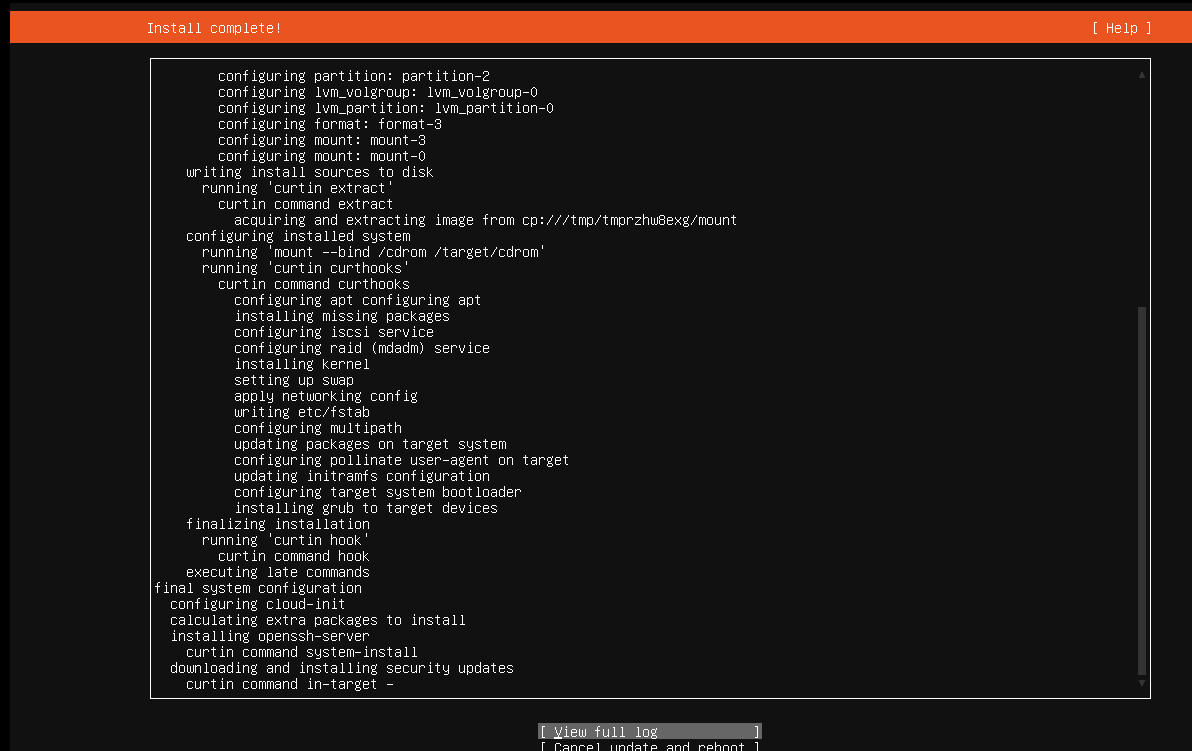 Install complete!
[ Help ]
configuring partition: partition-2
configuring lvm_volgroup: lvm_volgroup-0
configuring lvm_partition: lvm_partition-0
configuring format: format-3
configuring mount: mount-3
configuring mount: mount-0
writing install sources to disk
running 'curtin extract'
curtin command extract
acquiring and extracting image from cp:///tmp/tmprzhw8exg/mount
configuring installed system
running 'mount --bind /cdrom /target/cdrom'
running 'curtin curthooks'
curtin command curthooks
configuring apt configuring apt
installing missing packages
configuring iscsi service
configuring raid (mdadm) service
installing kernel
setting up swap
apply networking config
writing etc/fstab
configuring multipath
updating packages on target system
configuring pollinate user-agent on target
updating initramfs configuration
configuring target system bootloader
installing grub to target devices
finalizing installation
running 'curtin hook'
curtin command hook
executing late commands
final system configuration
configuring cloud-init
calculating extra packages to install
installing openssh-server
curtin command system-install
downloading and installing security updates
curtin command in-target -
[ View full log ]
[ Cancel update and reboot ]